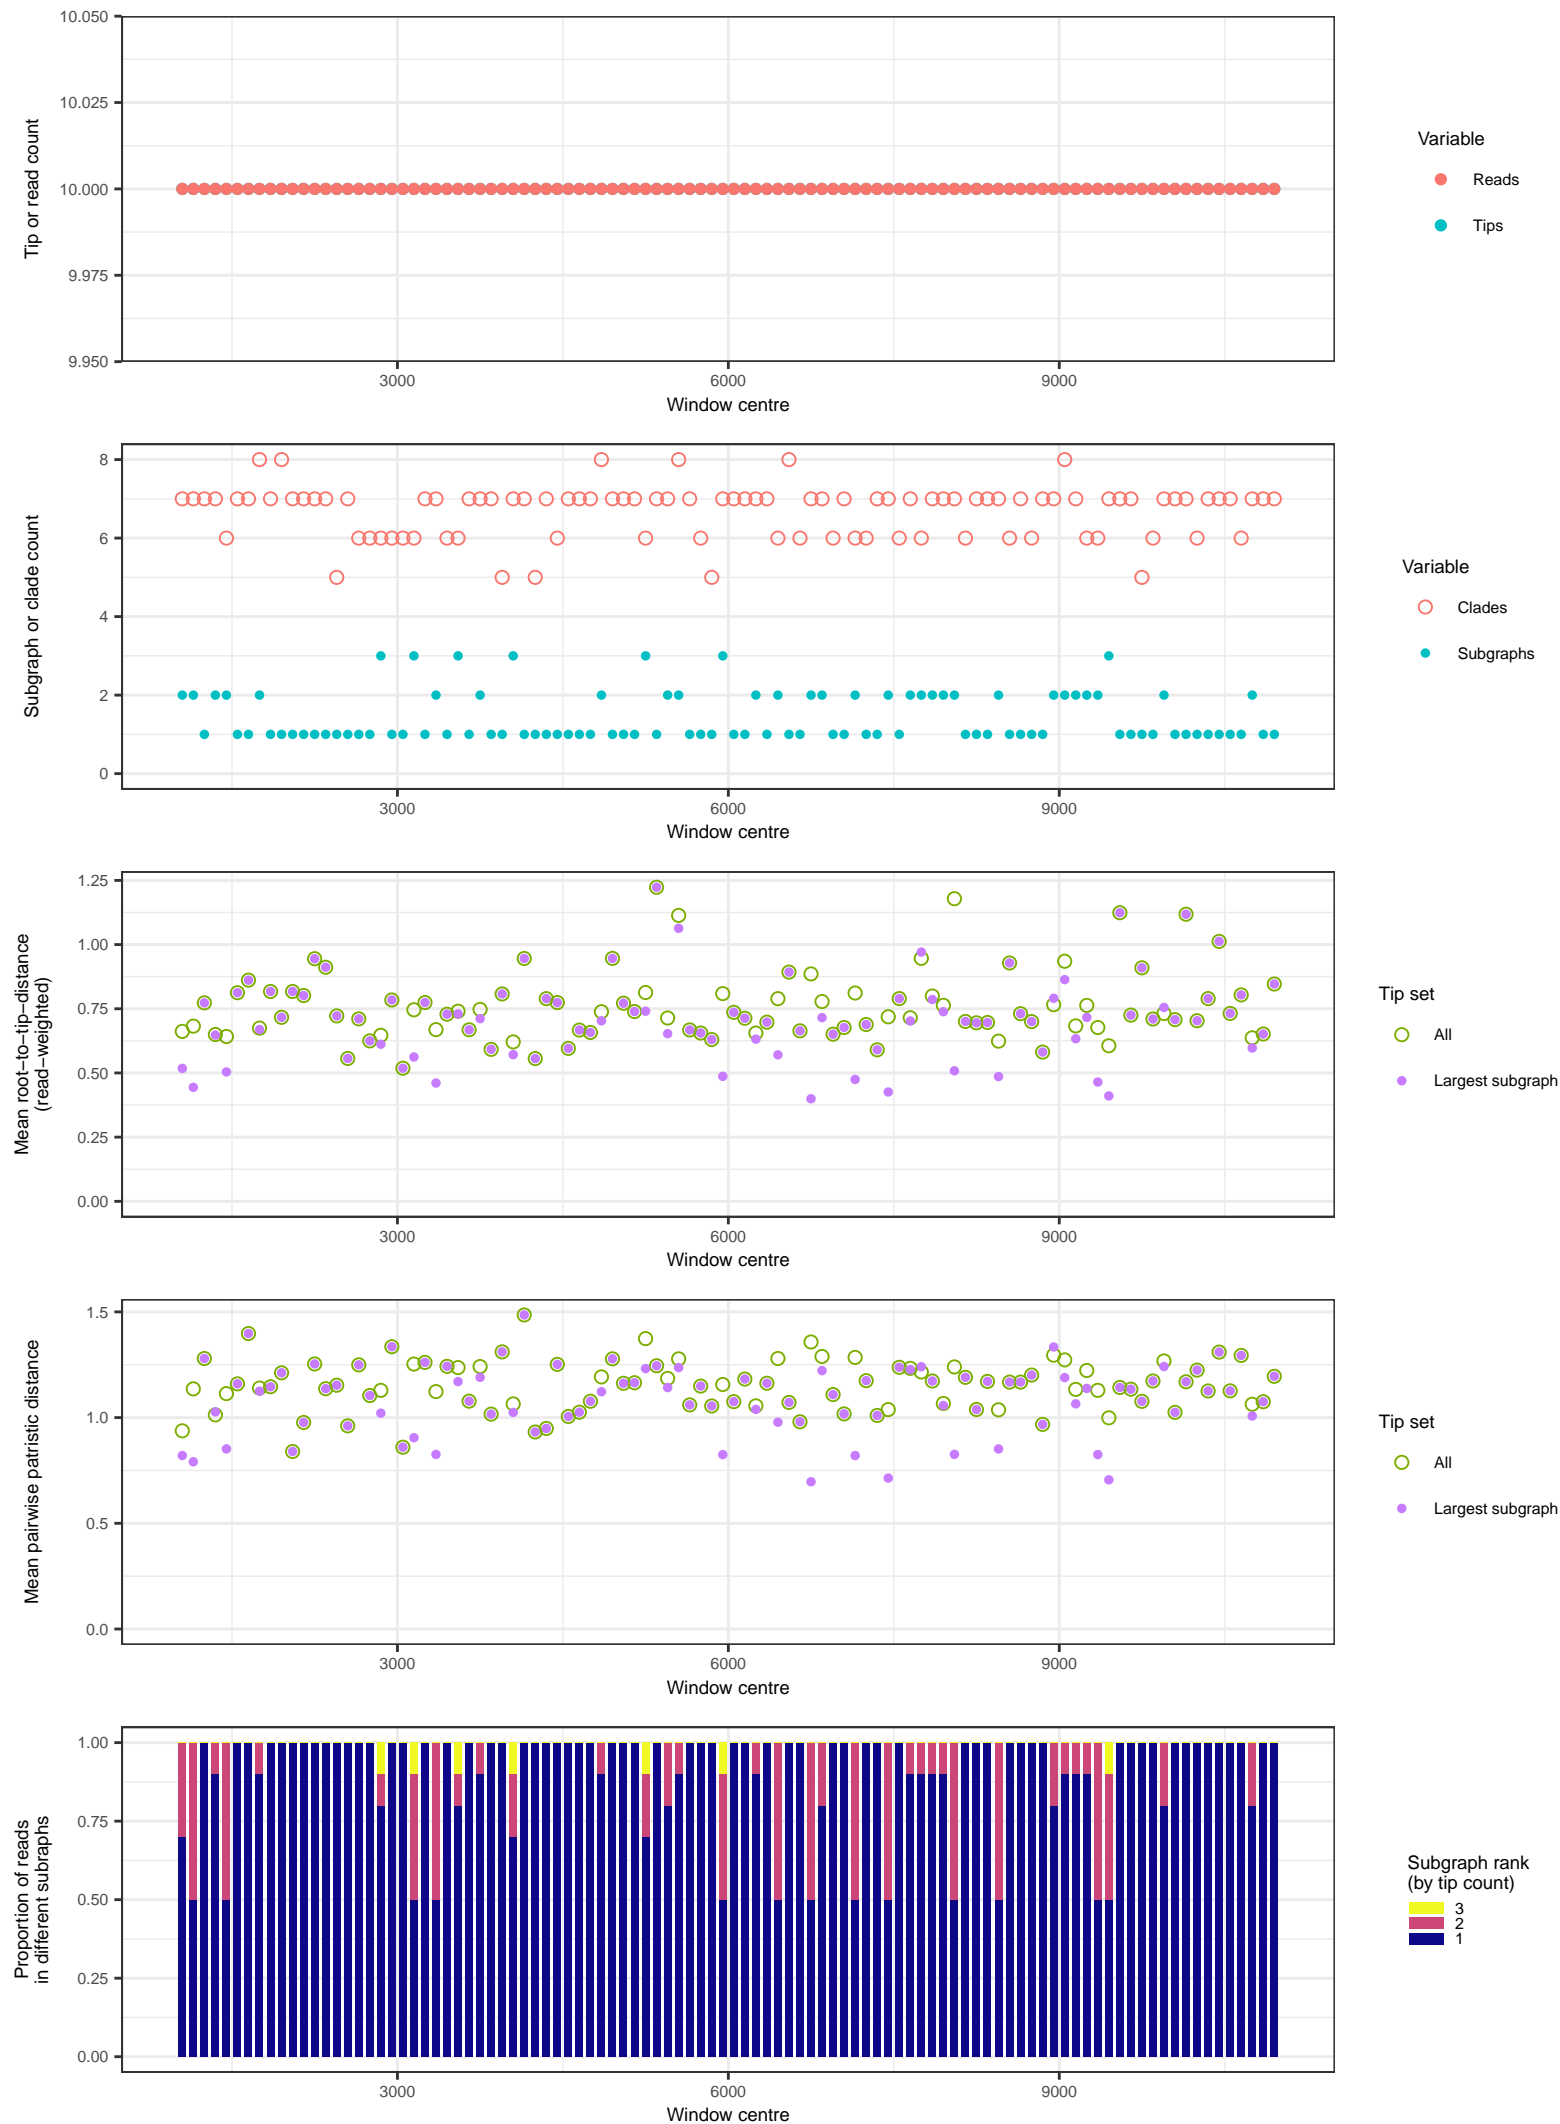 10.050
10.025
10.000
9.975
9.950
Tip or read count
3000
6000
9000
Window centre
Variable
Reads
Tips
8
6
4
2
0
Subgraph or clade count
3000
6000
9000
Window centre
Variable
Clades
Subgraphs
1.25
1.00
0.75
0.50
0.25
0.00
Mean root−to−tip−distance
(read−weighted)
3000
6000
9000
Window centre
Tip set
All
Largest subgraph
1.5
1.0
0.5
0.0
Mean pairwise patristic distance
3000
6000
9000
Window centre
Tip set
All
Largest subgraph
1.00
0.75
0.50
0.25
0.00
Proportion of reads
in different subraphs
3000
6000
9000
Window centre
Subgraph rank
(by tip count)
3
2
1